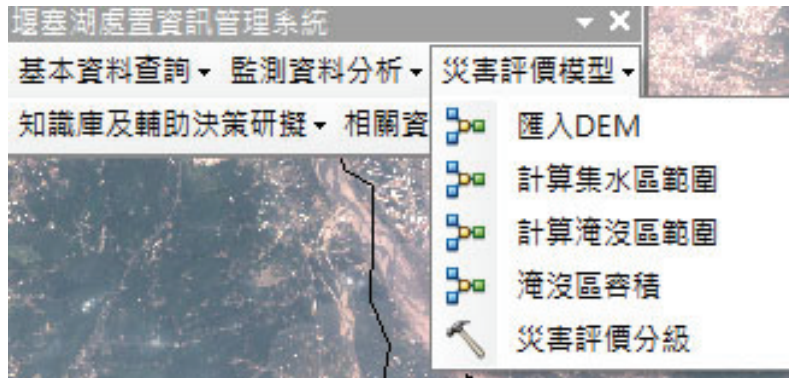 堰塞湖處置資訊管理系統
基本資料查詢 監測資料分析 災害評價模型
知識庫及輔助決策研擬 相關資
匯入DEM
計算集水區範圍
計算淹沒區範圍
淹沒區容積
災害評價分級